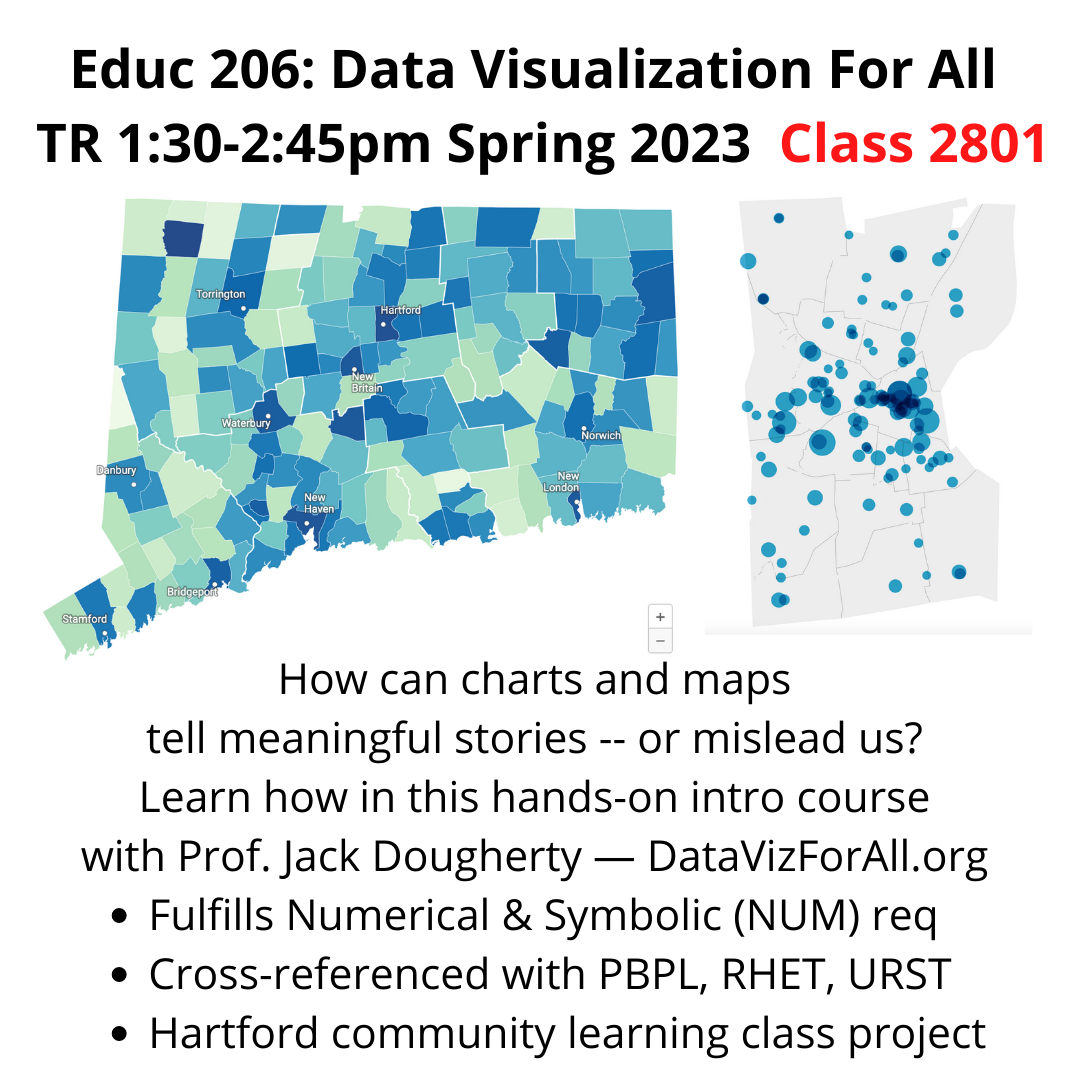 Educ 206: Data Visualization For All
TR 1:30-2:45pm Spring 2023 Class 2801
Torrington
Hartford
New
Britain
Waterbury
Norwich
Danbury
New
London
New
Haven
Bridgeport
Stamford
+
−
How can charts and maps
tell meaningful stories -- or mislead us?
Learn how in this hands-on intro course
with Prof. Jack Dougherty — DataVizForAll.org
• Fulfills Numerical & Symbolic (NUM) req
• Cross-referenced with PBPL, RHET, URST
• Hartford community learning class project